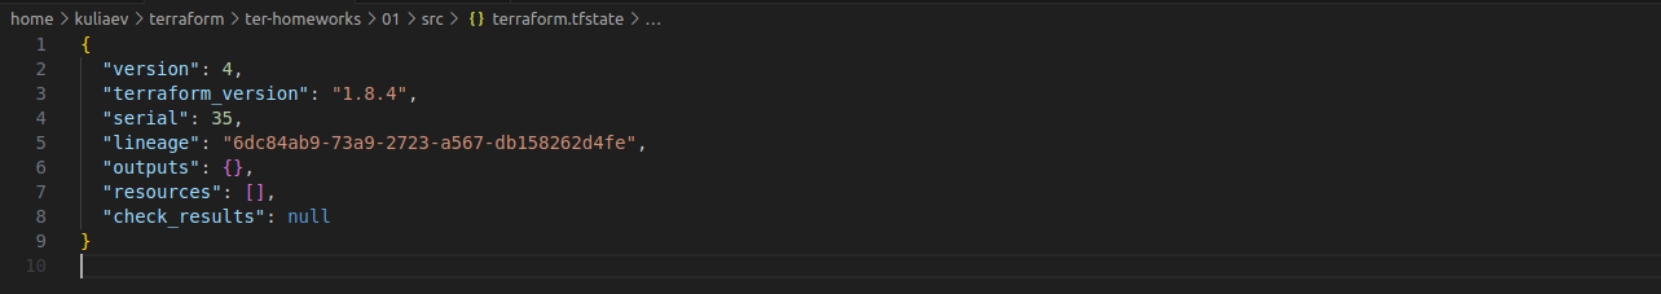 home > kuliaev > terraform > ter-homeworks > 01 > src > {} terraform.tfstate > ...
1 {
2 "version": 4,
3 "terraform_version": "1.8.4",
4 "serial": 35,
5 "lineage": "6dc84ab9-73a9-2723-a567-db158262d4fe",
6 "outputs": {},
7 "resources": [],
8 "check_results": null
9 }
10